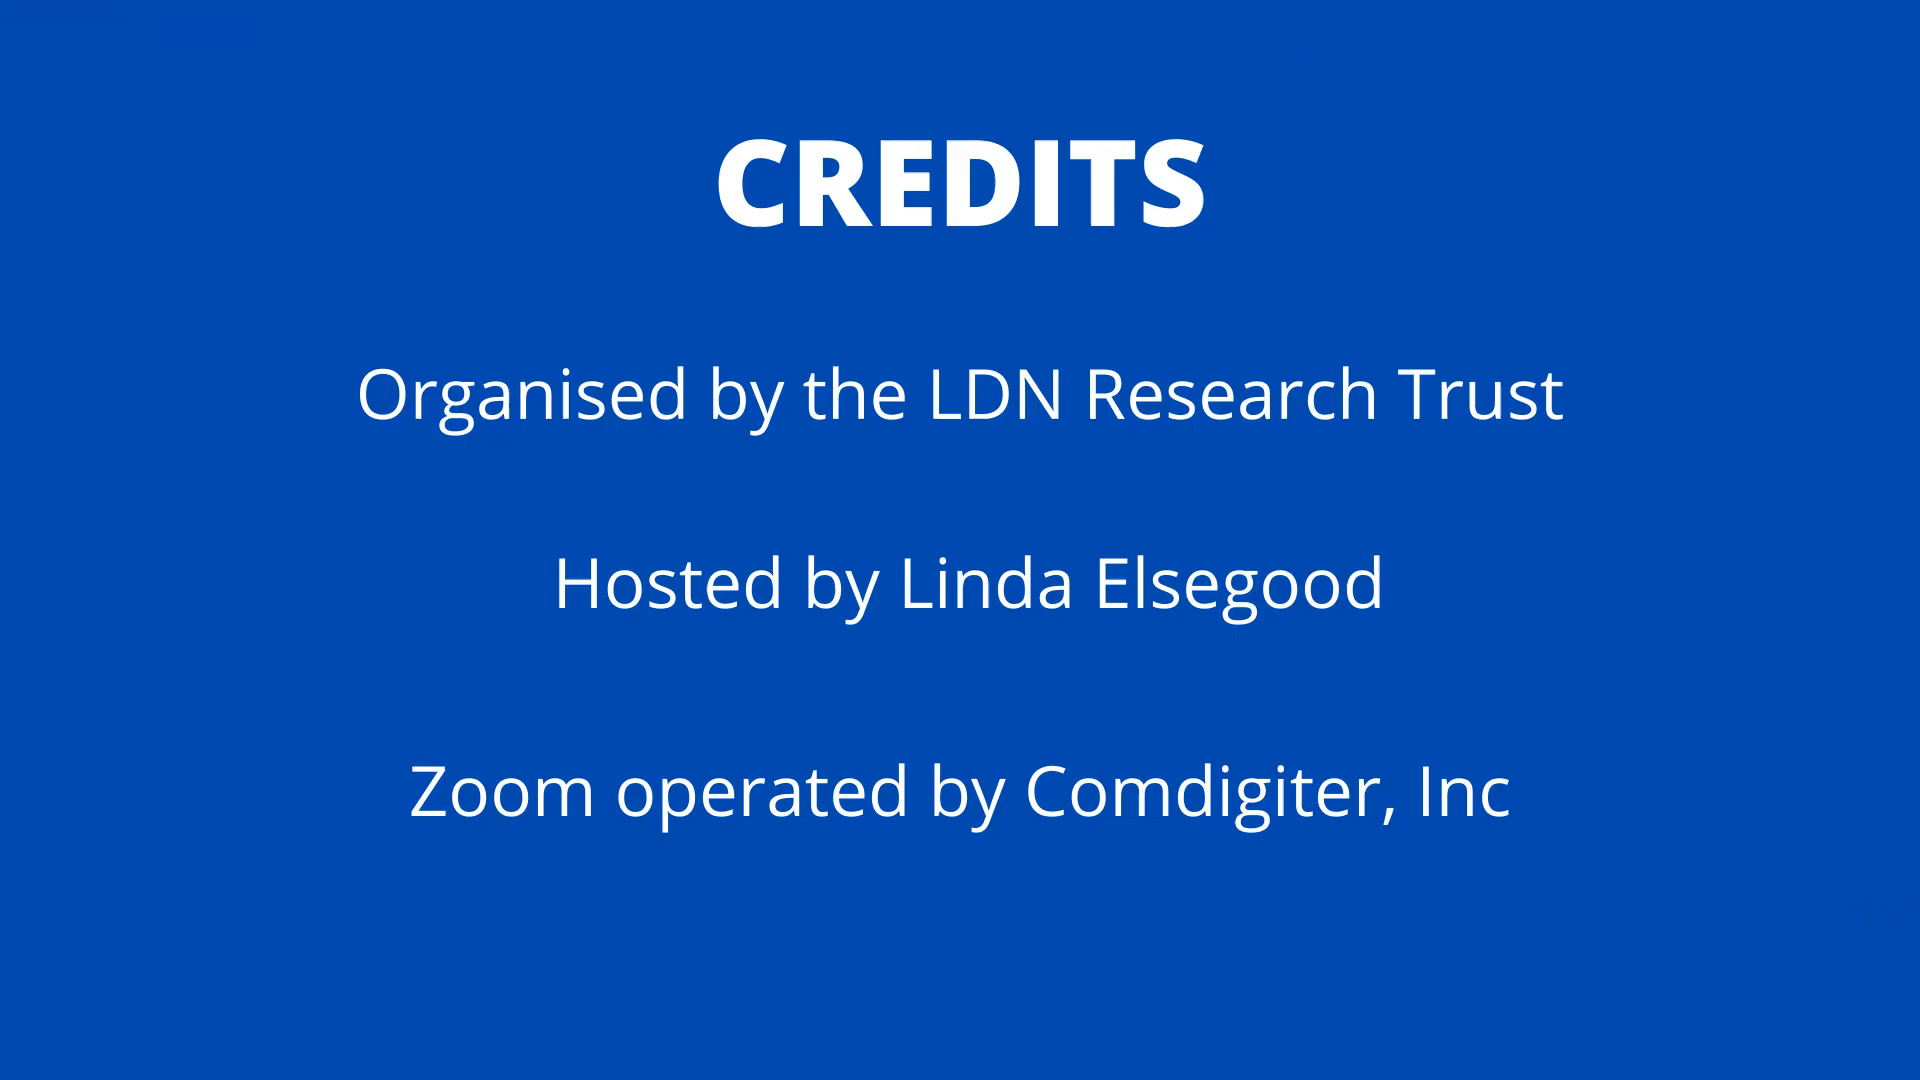 CREDITS
Organised by the LDN Research Trust
Hosted by Linda Elsegood
Zoom operated by Comdigiter, Inc